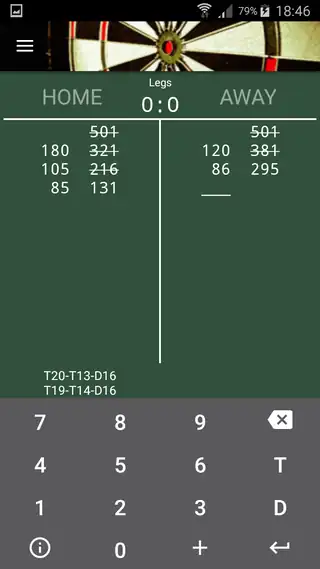 79% 18:46
Legs
HOME 0:0 AWAY
501 501
180 321 120 381
105 216 86 295
85 131
T20-T13-D16
T19-T14-D16
7 8 9
4 5 6 T
1 2 3 D
0 +